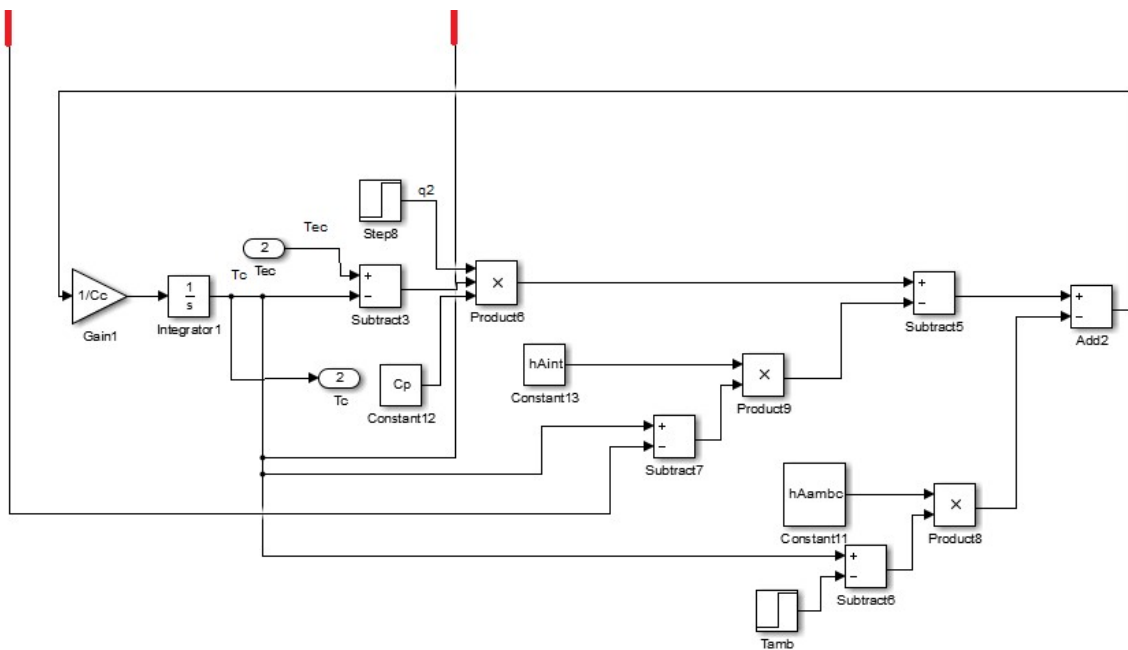 q2
Step8
Tec
2
Tec
Tc
1/Cc
Gain1
1
s
Integrator1
+
−
Subtract3
×
Product6
+
−
Subtract5
+
−
Add2
2
Tc
Cp
Constant12
hAint
Constant13
×
Product9
+
−
Subtract7
hAambc
Constant11
×
Product8
+
−
Subtract6
Tamb